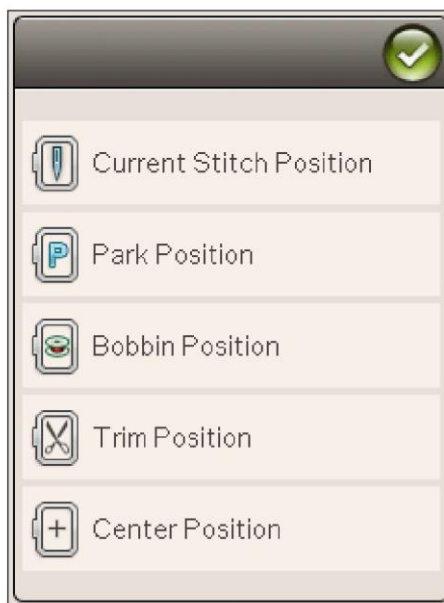 Current Stitch Position
P
Park Position
Bobbin Position
Trim Position
Center Position